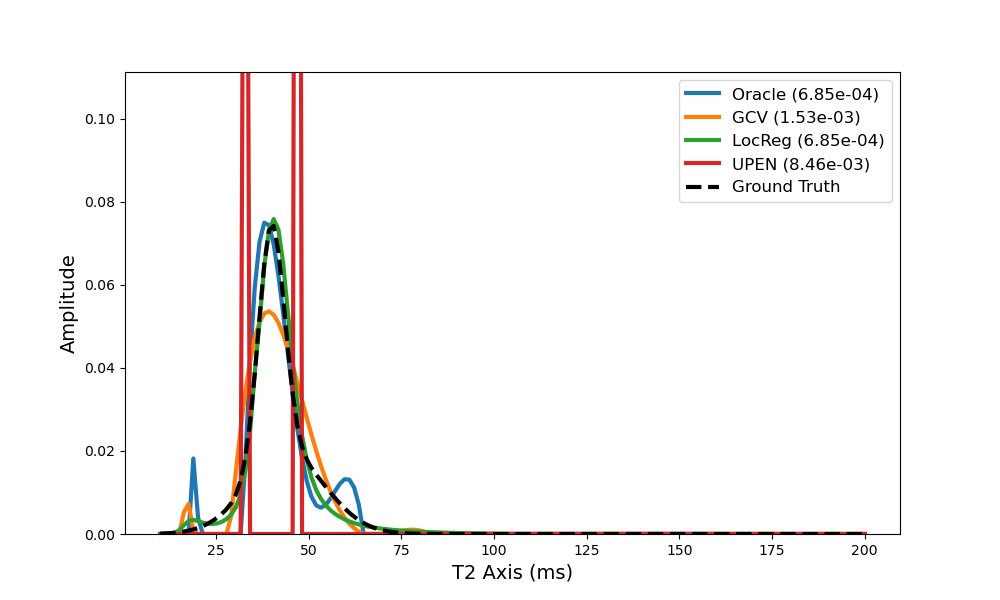 Oracle (6.85e-04)
GCV (1.53e-03)
LocReg (6.85e-04)
UPEN (8.46e-03)
Ground Truth
0.10
0.08
0.06
0.04
0.02
0.00
Amplitude
25 50 75 100 125 150 175 200
T2 Axis (ms)